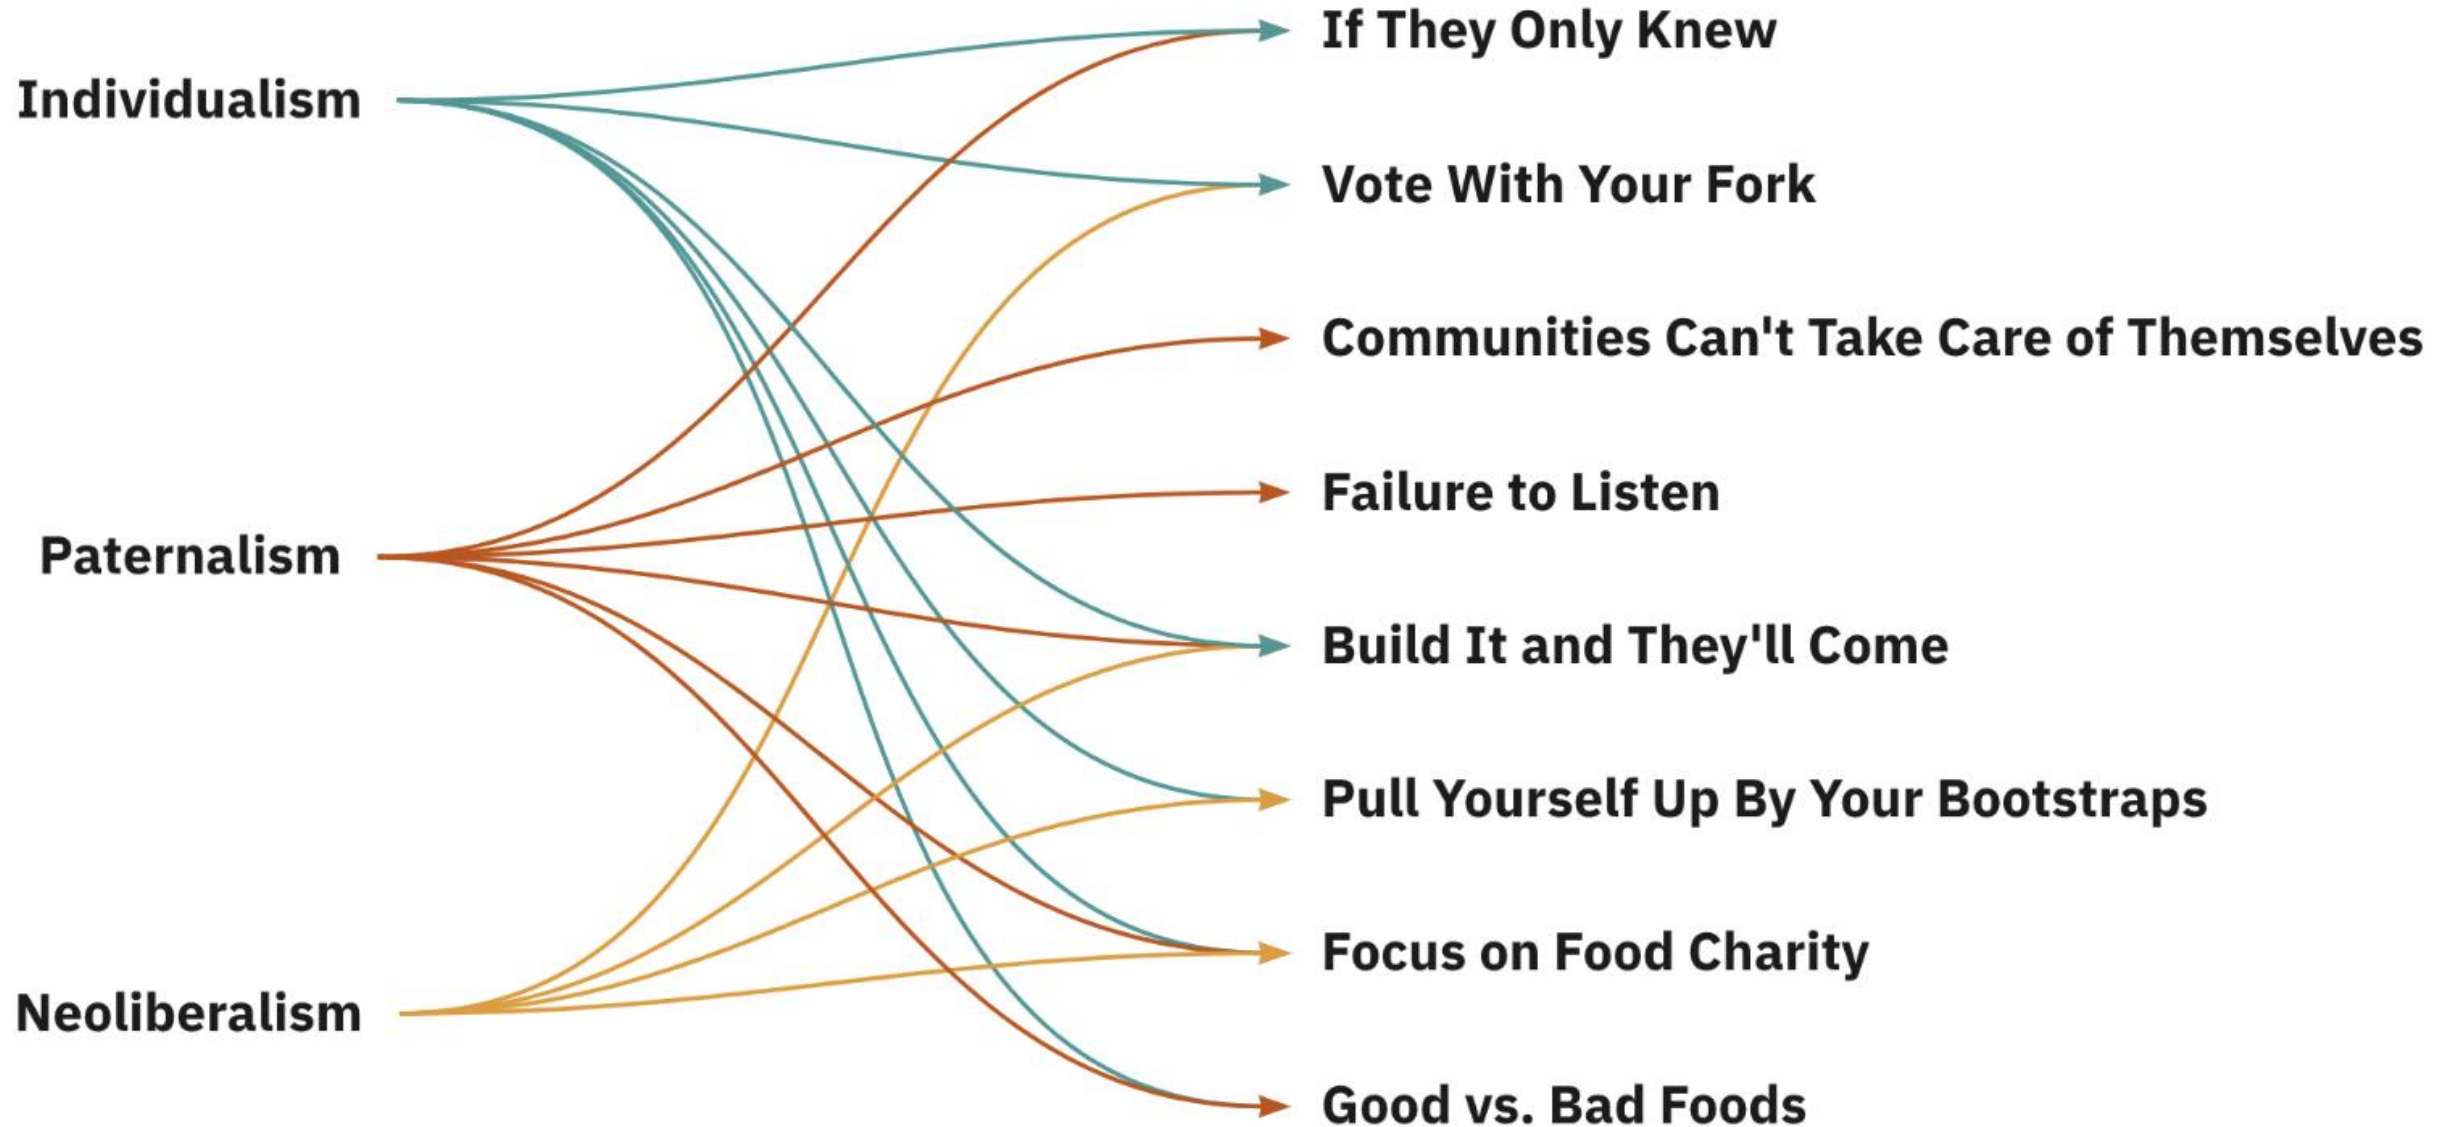 Individualism
Paternalism
Neoliberalism
If They Only Knew
Vote With Your Fork
Communities Can't Take Care of Themselves
Failure to Listen
Build It and They'll Come
Pull Yourself Up By Your Bootstraps
Focus on Food Charity
Good vs. Bad Foods